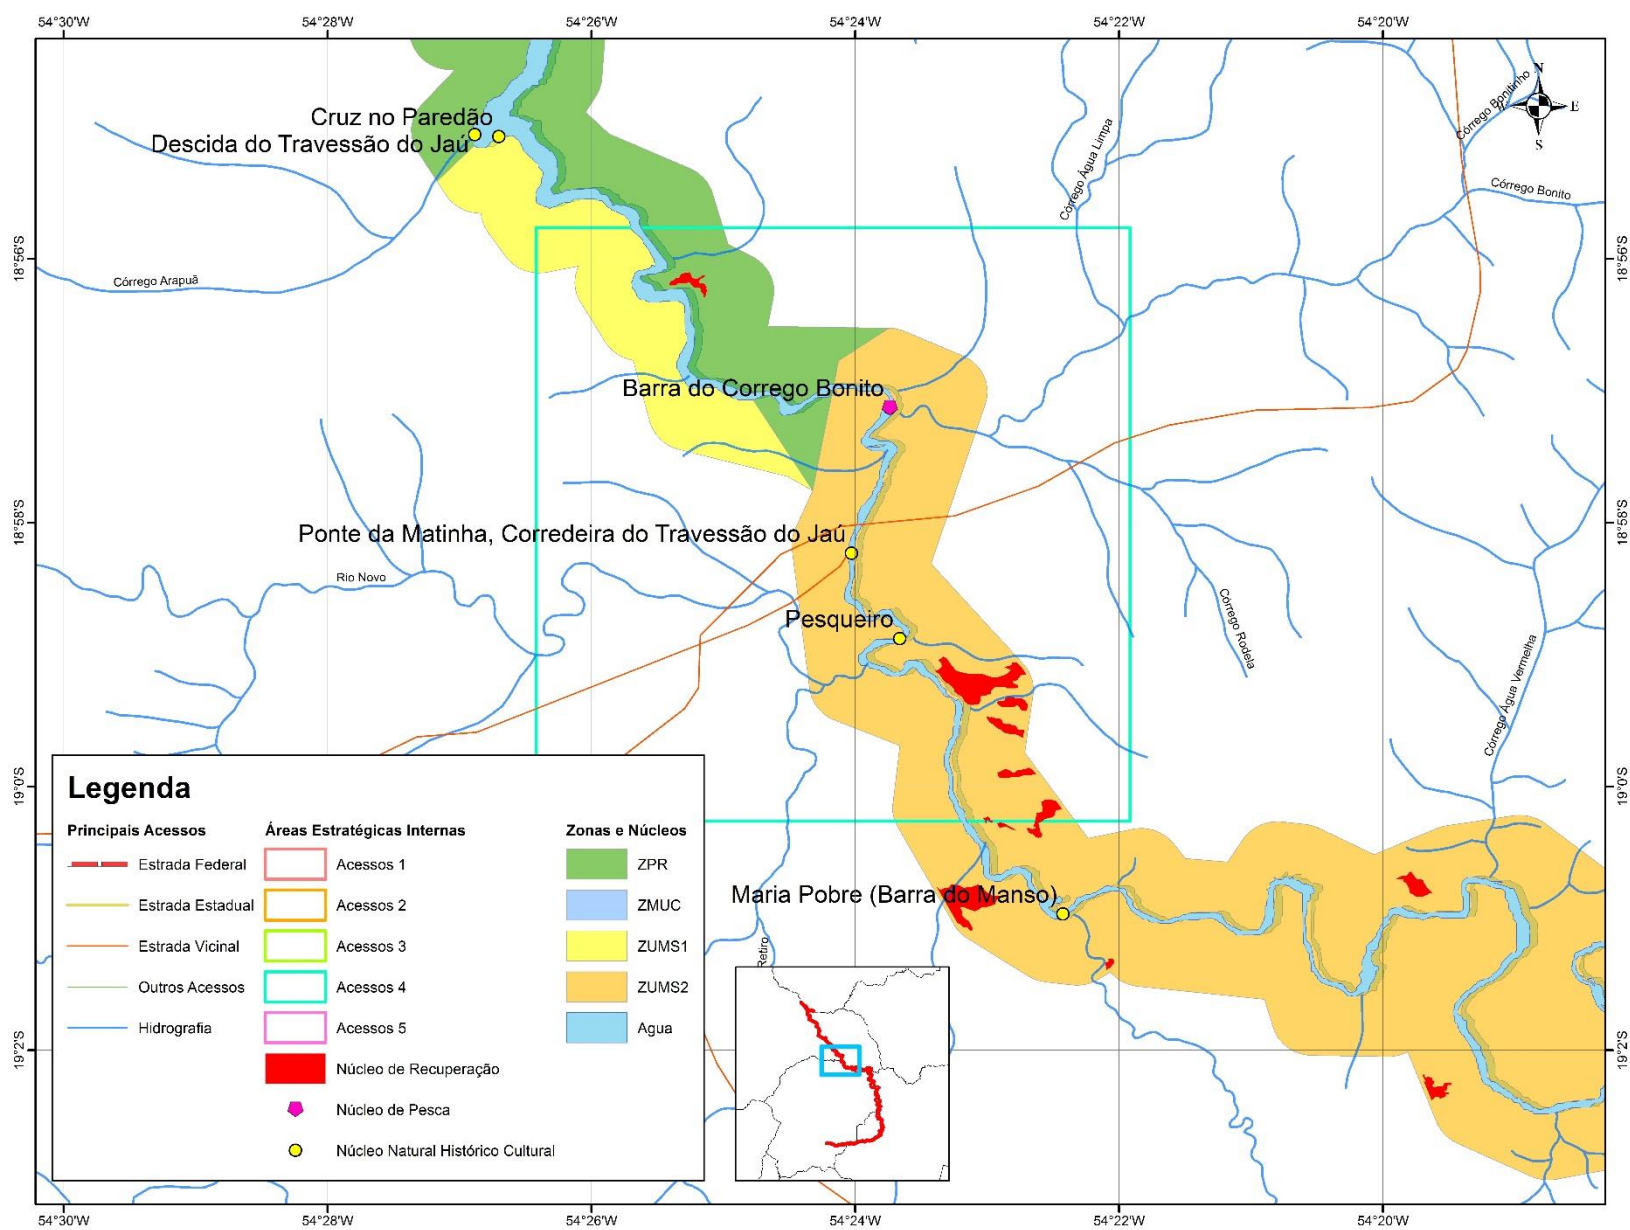 54°30'W 54°28'W 54°26'W 54°24'W 54°22'W 54°20'W
N
W E
S
Córrego Bonitinho
Cruz no Paredão
Descida do Travessão do Jaú
Córrego Água Limpa
Córrego Bonito
18°56'S 18°56'S
Córrego Arapuã
Barra do Corrego Bonito
18°58'S 18°58'S
Ponte da Matinha, Corredeira do Travessão do Jaú
Rio Novo
Pesqueiro
Córrego Rodela
Córrego Água Vermelha
19°0'S 19°0'S
Maria Pobre (Barra do Manso)
Retiro
19°2'S 19°2'S
Legenda
Principais Acessos
Estrada Federal
Estrada Estadual
Estrada Vicinal
Outros Acessos
Hidrografia
Áreas Estratégicas Internas
Acessos 1
Acessos 2
Acessos 3
Acessos 4
Acessos 5
Núcleo de Recuperação
Núcleo de Pesca
Núcleo Natural Histórico Cultural
Zonas e Núcleos
ZPR
ZMUC
ZUMS1
ZUMS2
Agua
54°30'W 54°28'W 54°26'W 54°24'W 54°22'W 54°20'W